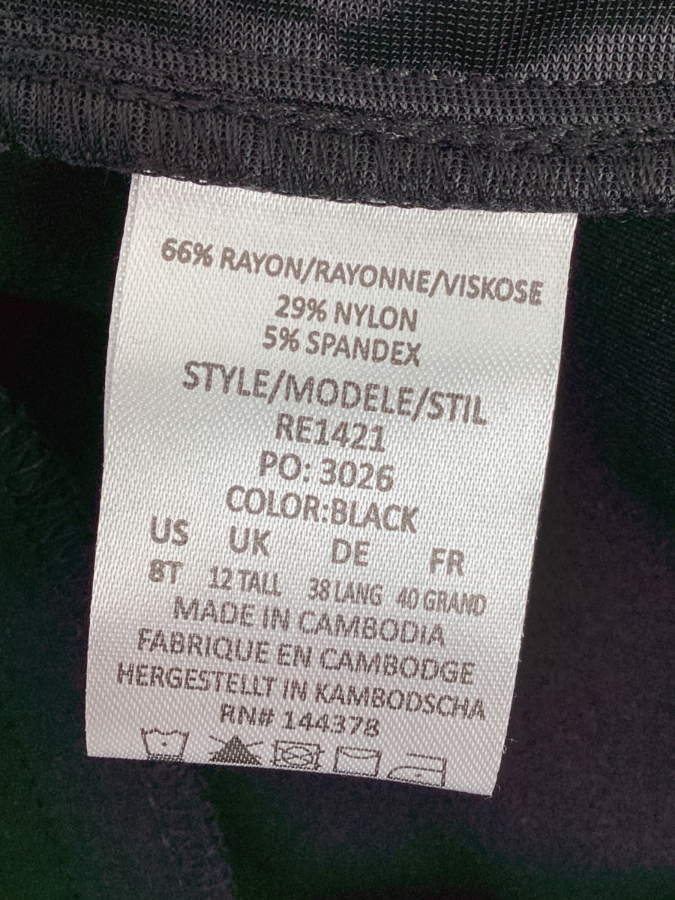 66% RAYON/RAYONNE/VISKOSE
29% NYLON
5% SPANDEX
STYLE/MODELE/STIL
RE1421
PO: 3026
COLOR:BLACK
US UK DE FR
8T 12 TALL 38 LANG 40 GRAND
MADE IN CAMBODIA
FABRIQUE EN CAMBODGE
HERGESTELLT IN KAMBODSCHA
RN# 144378